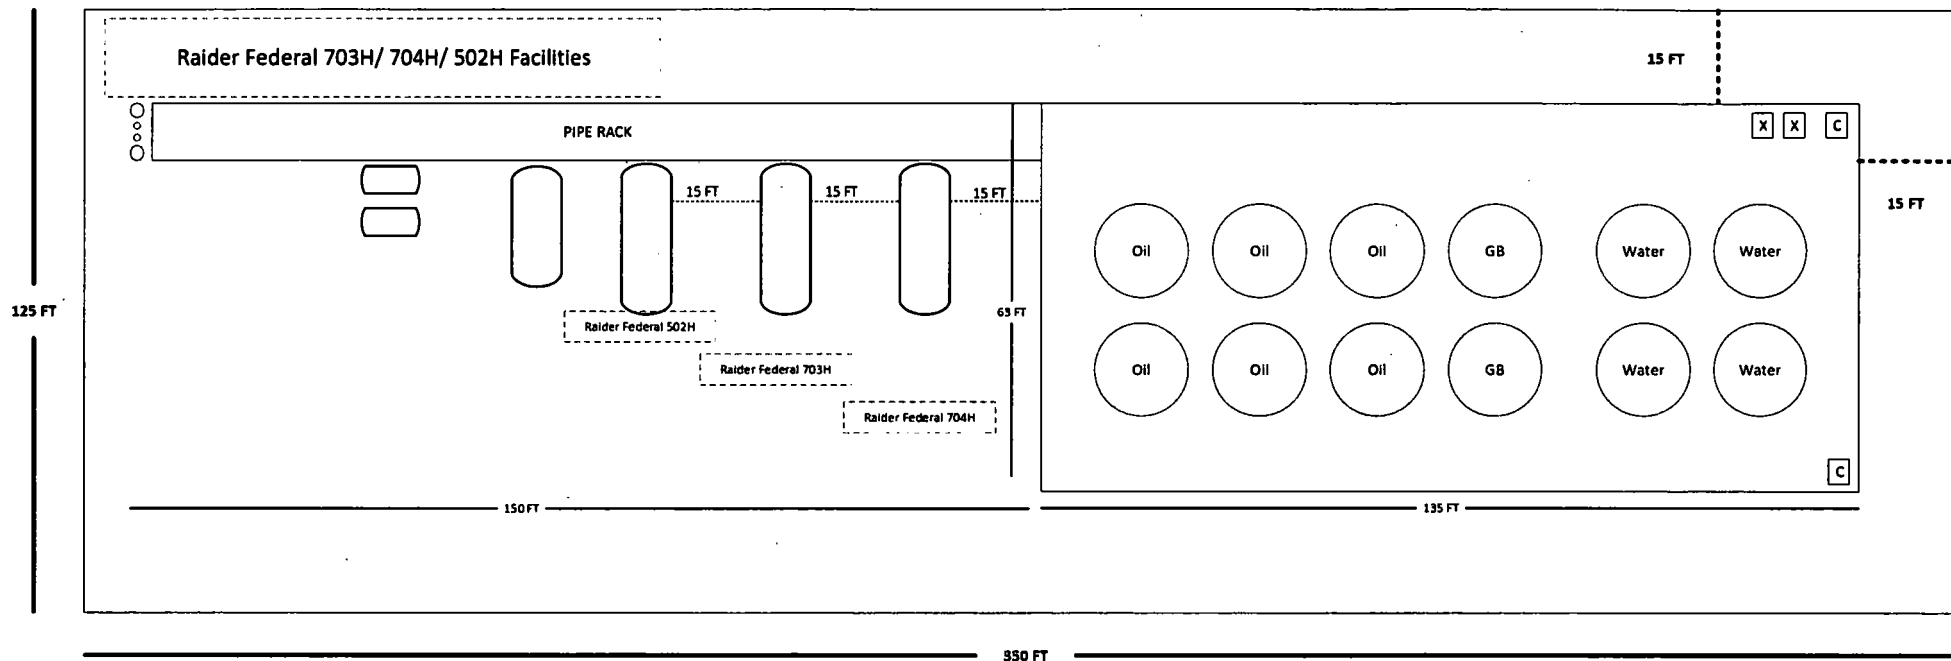 Raider Federal 703H/ 704H/ 502H Facilities
15 FT
PIPE RACK
X X C
15 FT 15 FT 15 FT
15 FT
Oil Oil Oil GB Water Water
125 FT
63 FT
Raider Federal 502H
Raider Federal 703H
Oil Oil Oil GB Water Water
Raider Federal 704H
C
150 FT
135 FT
350 FT